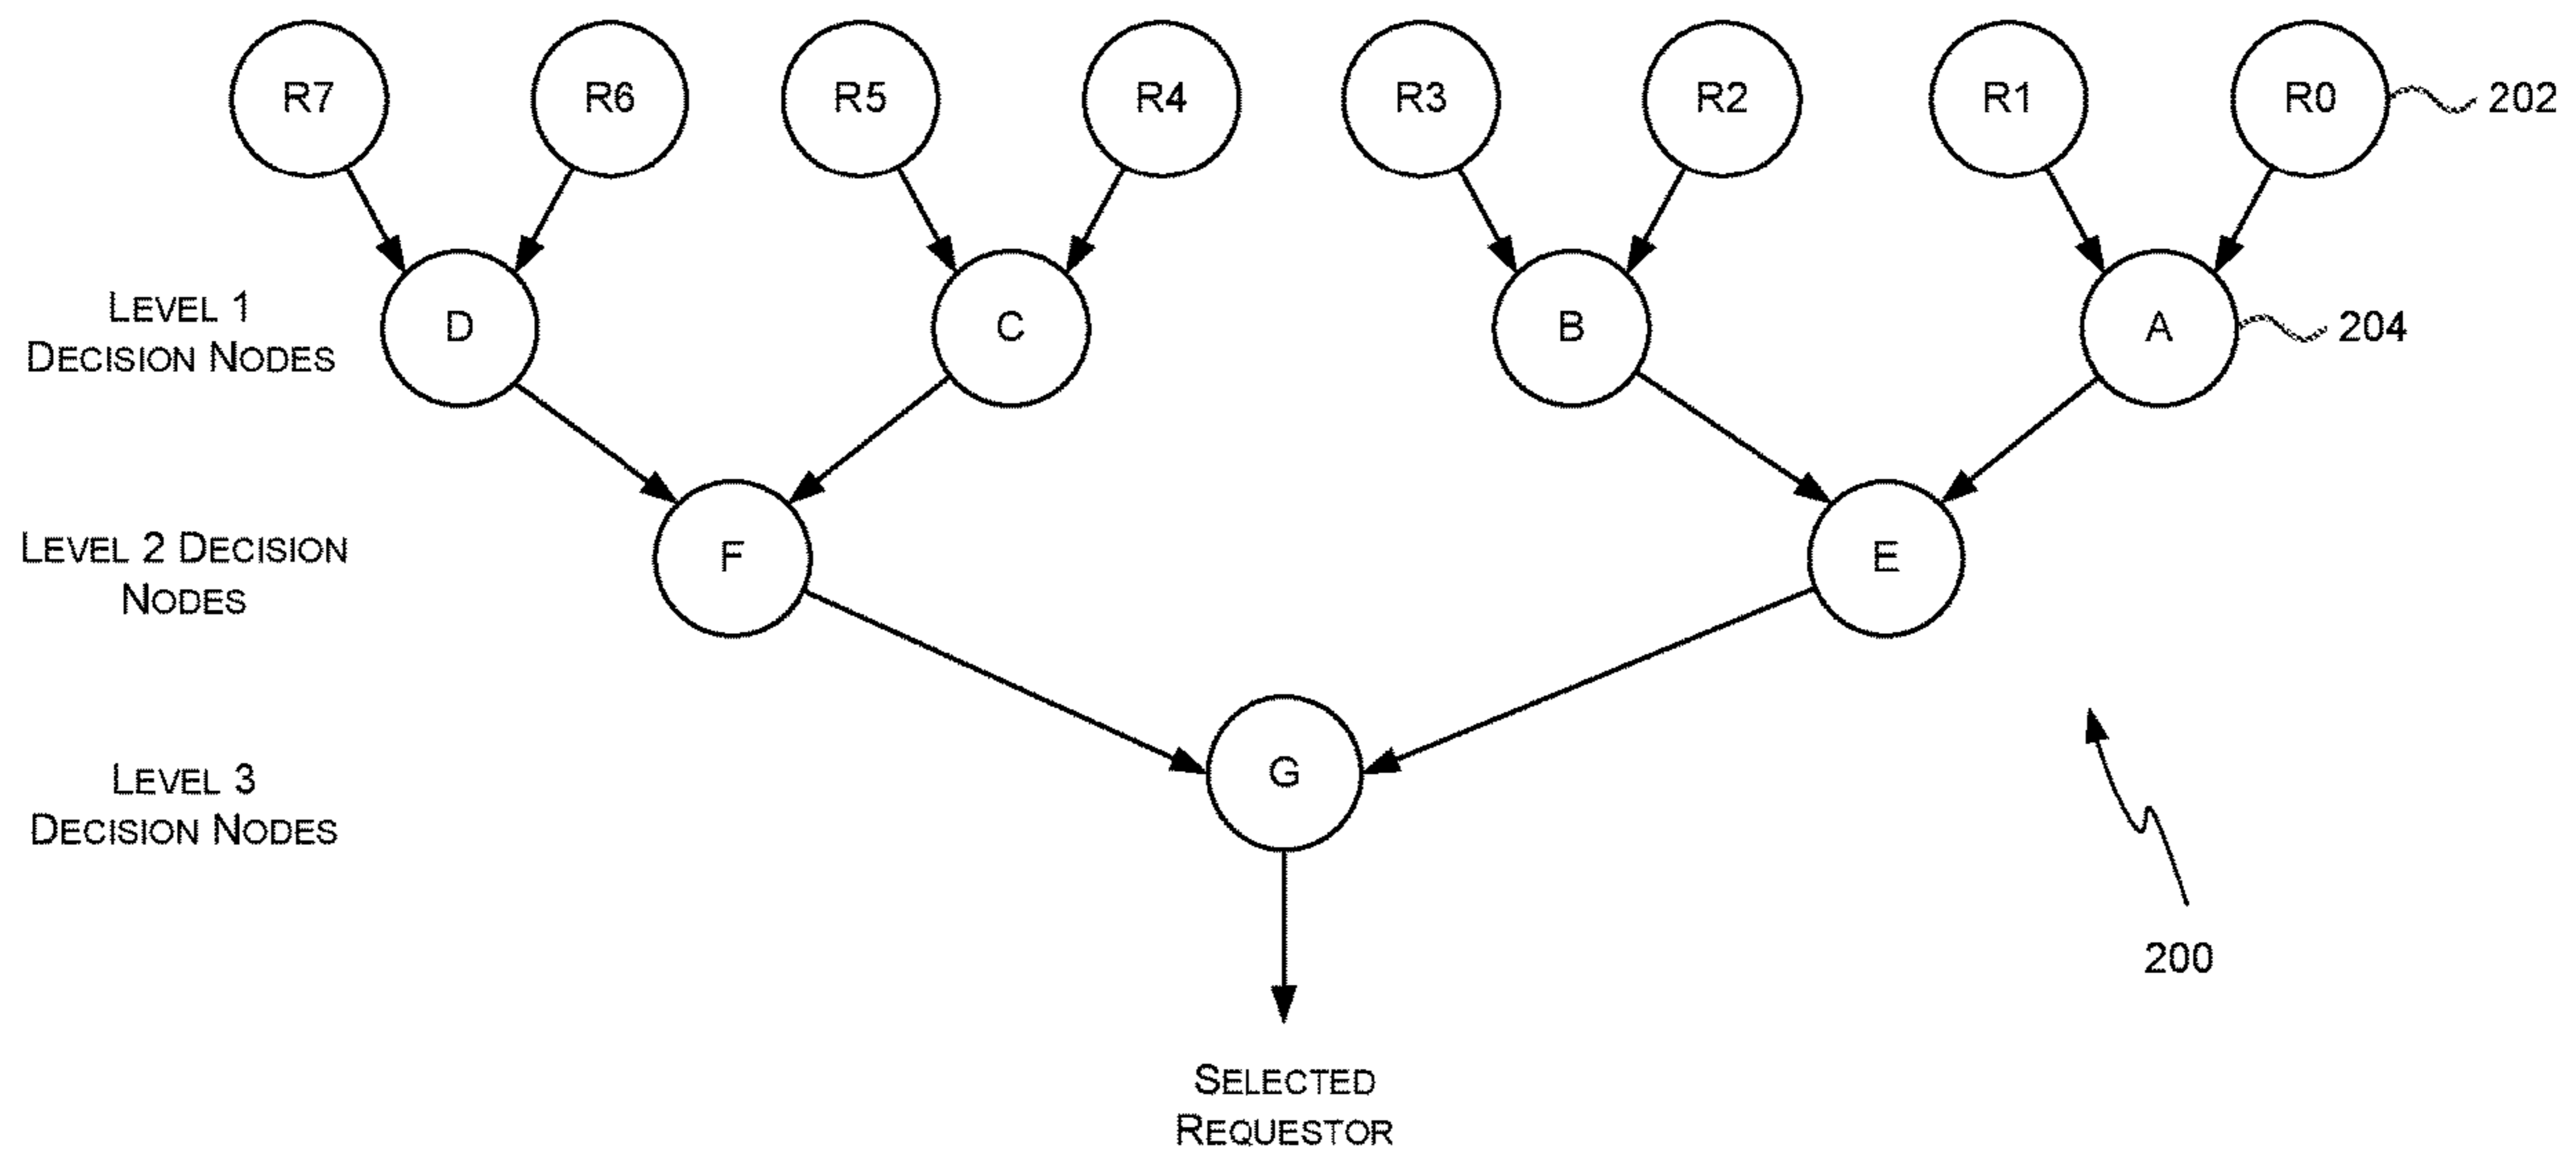 R7 R6 R5 R4 R3 R2 R1 R0 202
LEVEL 1
DECISION NODES
D C B A 204
LEVEL 2 DECISION
NODES
F E
LEVEL 3
DECISION NODES
G
200
SELECTED
REQUESTOR